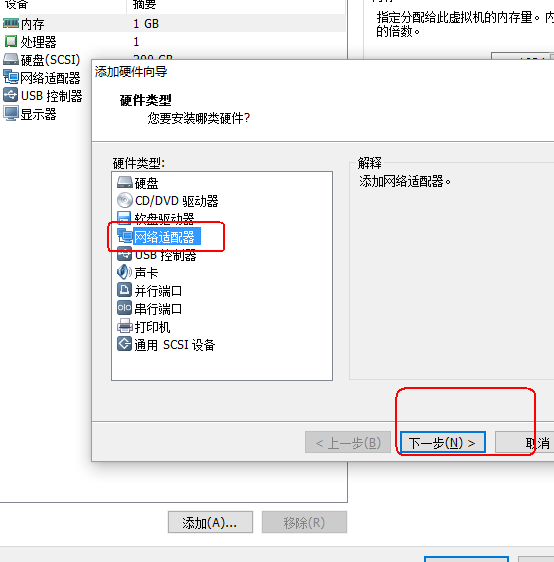 设备 摘要
内存 1 GB
处理器 1
硬盘(SCSI)
网络适配器
USB 控制器
显示器
指定分配给此虚拟机的内存量。内
的倍数。
添加硬件向导
硬件类型
您要安装哪类硬件?
硬件类型:
硬盘
CD/DVD 驱动器
软盘驱动器
网络适配器
USB 控制器
声卡
并行端口
串行端口
打印机
通用 SCSI 设备
解释
添加网络适配器。
< 上一步(B) 下一步(N) > 取消
添加(A)... 移除(R)